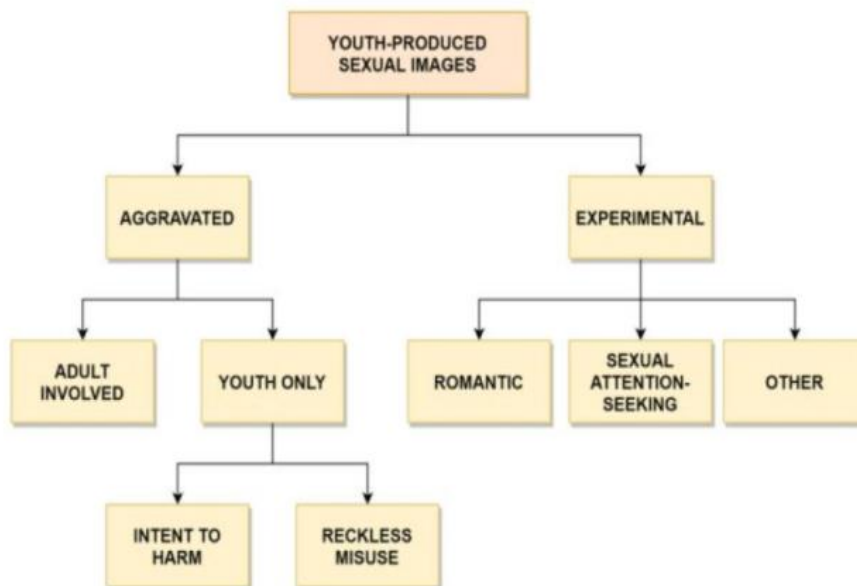 YOUTH-PRODUCED
SEXUAL IMAGES
AGGRAVATED
EXPERIMENTAL
ADULT
INVOLVED
YOUTH ONLY
ROMANTIC
SEXUAL
ATTENTION-
SEEKING
OTHER
INTENT TO
HARM
RECKLESS
MISUSE